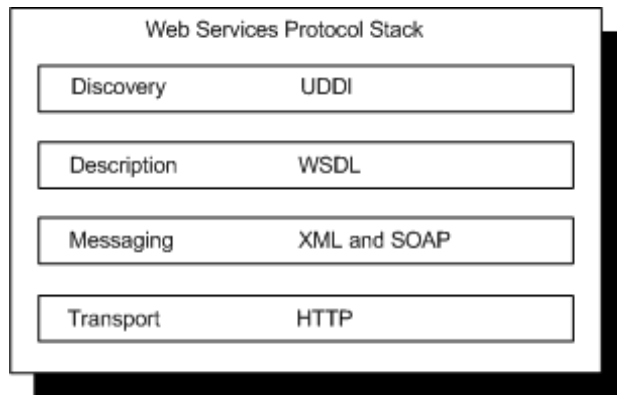 Web Services Protocol Stack
Discovery UDDI
Description WSDL
Messaging XML and SOAP
Transport HTTP